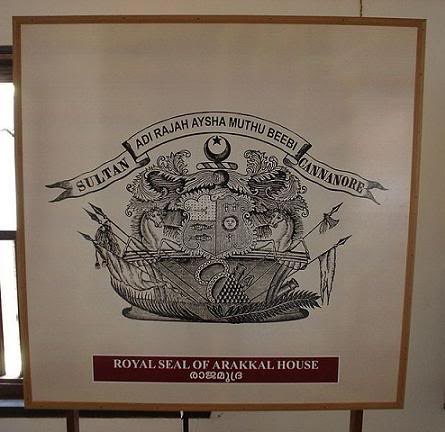 SULTAN ADI RAJAH AYSHA MUTHU BEEBI CANNANORE
ROYAL SEAL OF ARAKKAL HOUSE
രാജമുദ്ര